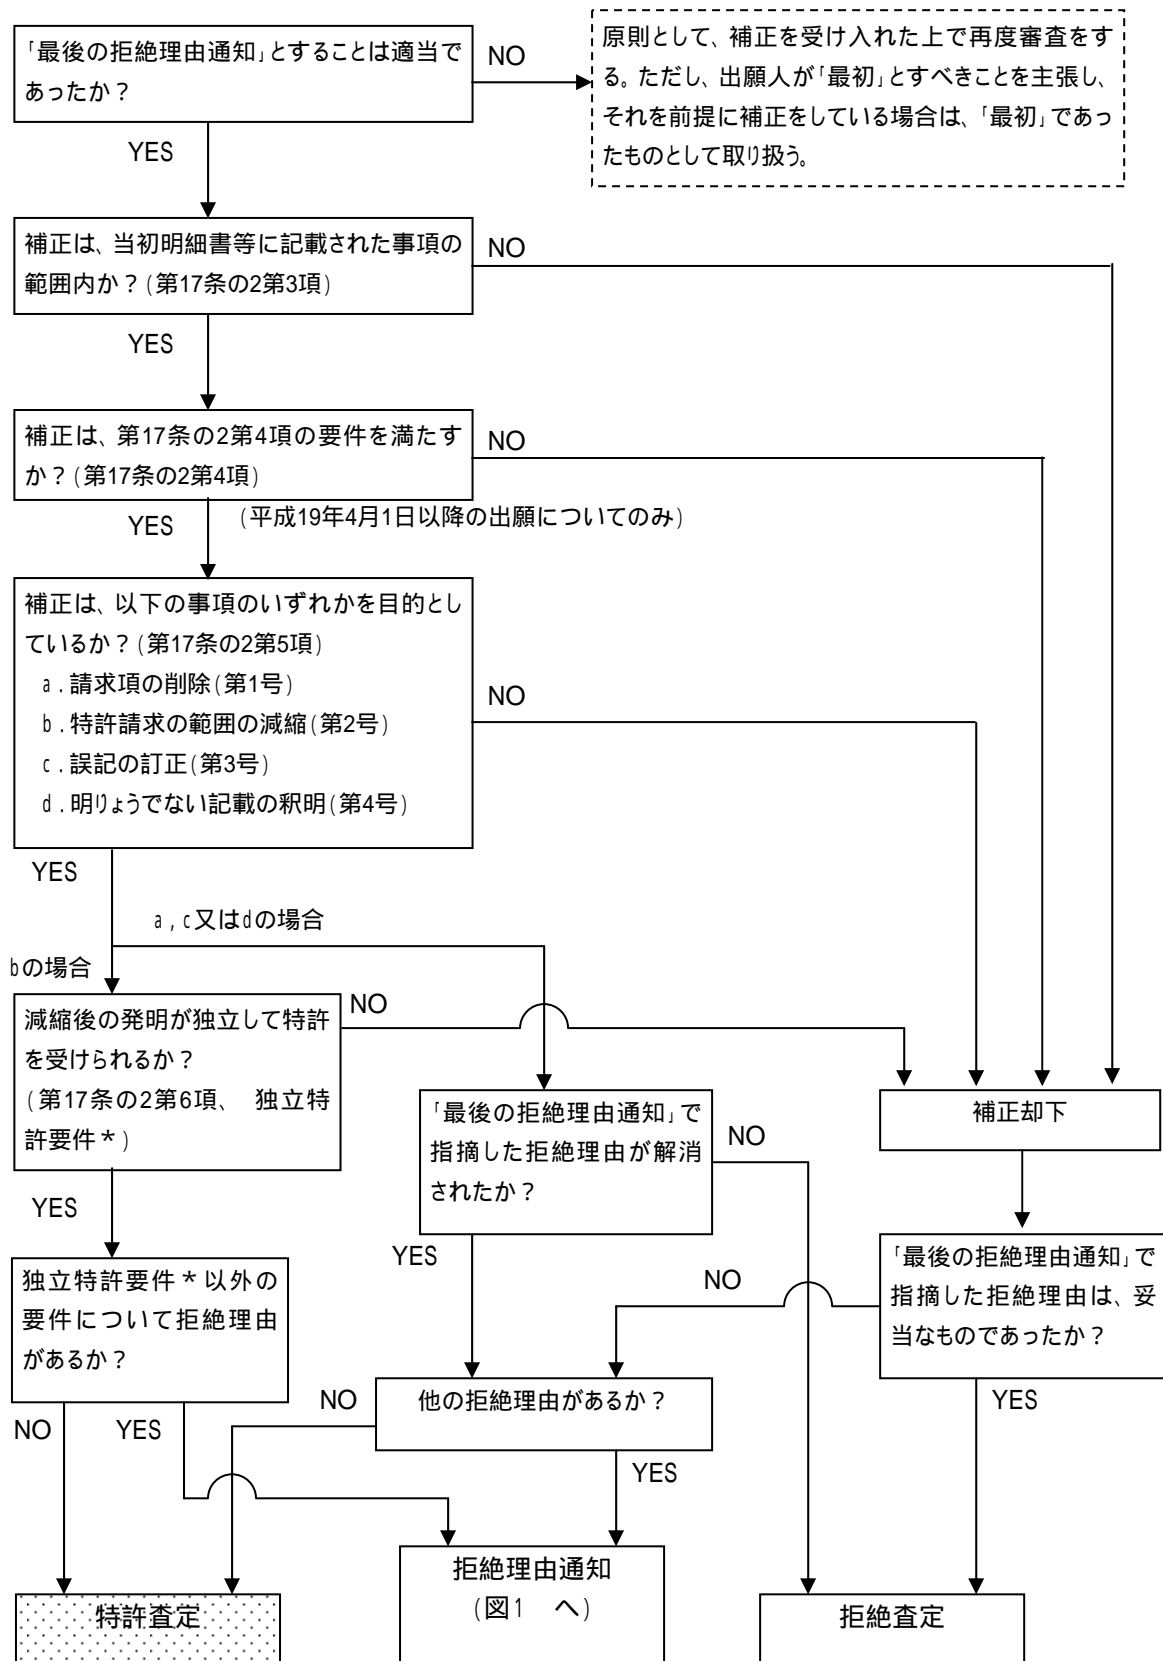 「最後の拒絶理由通知」とすることは適当で
あったか？
NO
原則として、補正を受け入れた上で再度審査をす
る。ただし、出願人が「最初」とすべきことを主張し、
それを前提に補正をしている場合は、「最初」であっ
たものとして取り扱う。
YES
補正は、当初明細書等に記載された事項の
範囲内か？(第17条の2第3項)
NO
YES
補正は、第17条の2第4項の要件を満たす
か？(第17条の2第4項)
NO
YES
(平成19年4月1日以降の出願についてのみ)
補正は、以下の事項のいずれかを目的とし
ているか？(第17条の2第5項)
a．請求項の削除(第1号)
b．特許請求の範囲の減縮(第2号)
c．誤記の訂正(第3号)
d．明りょうでない記載の釈明(第4号)
NO
YES
a，c又はdの場合
bの場合
減縮後の発明が独立して特許
を受けられるか？
(第17条の2第6項、 独立特
許要件＊)
NO
「最後の拒絶理由通知」で
指摘した拒絶理由が解消
されたか？
NO
補正却下
YES
YES
独立特許要件＊以外の
要件について拒絶理由
があるか？
NO
「最後の拒絶理由通知」で
指摘した拒絶理由は、妥
当なものであったか？
NO
YES
NO
他の拒絶理由があるか？
YES
YES
特許査定
拒絶理由通知
(図1 へ)
拒絶査定